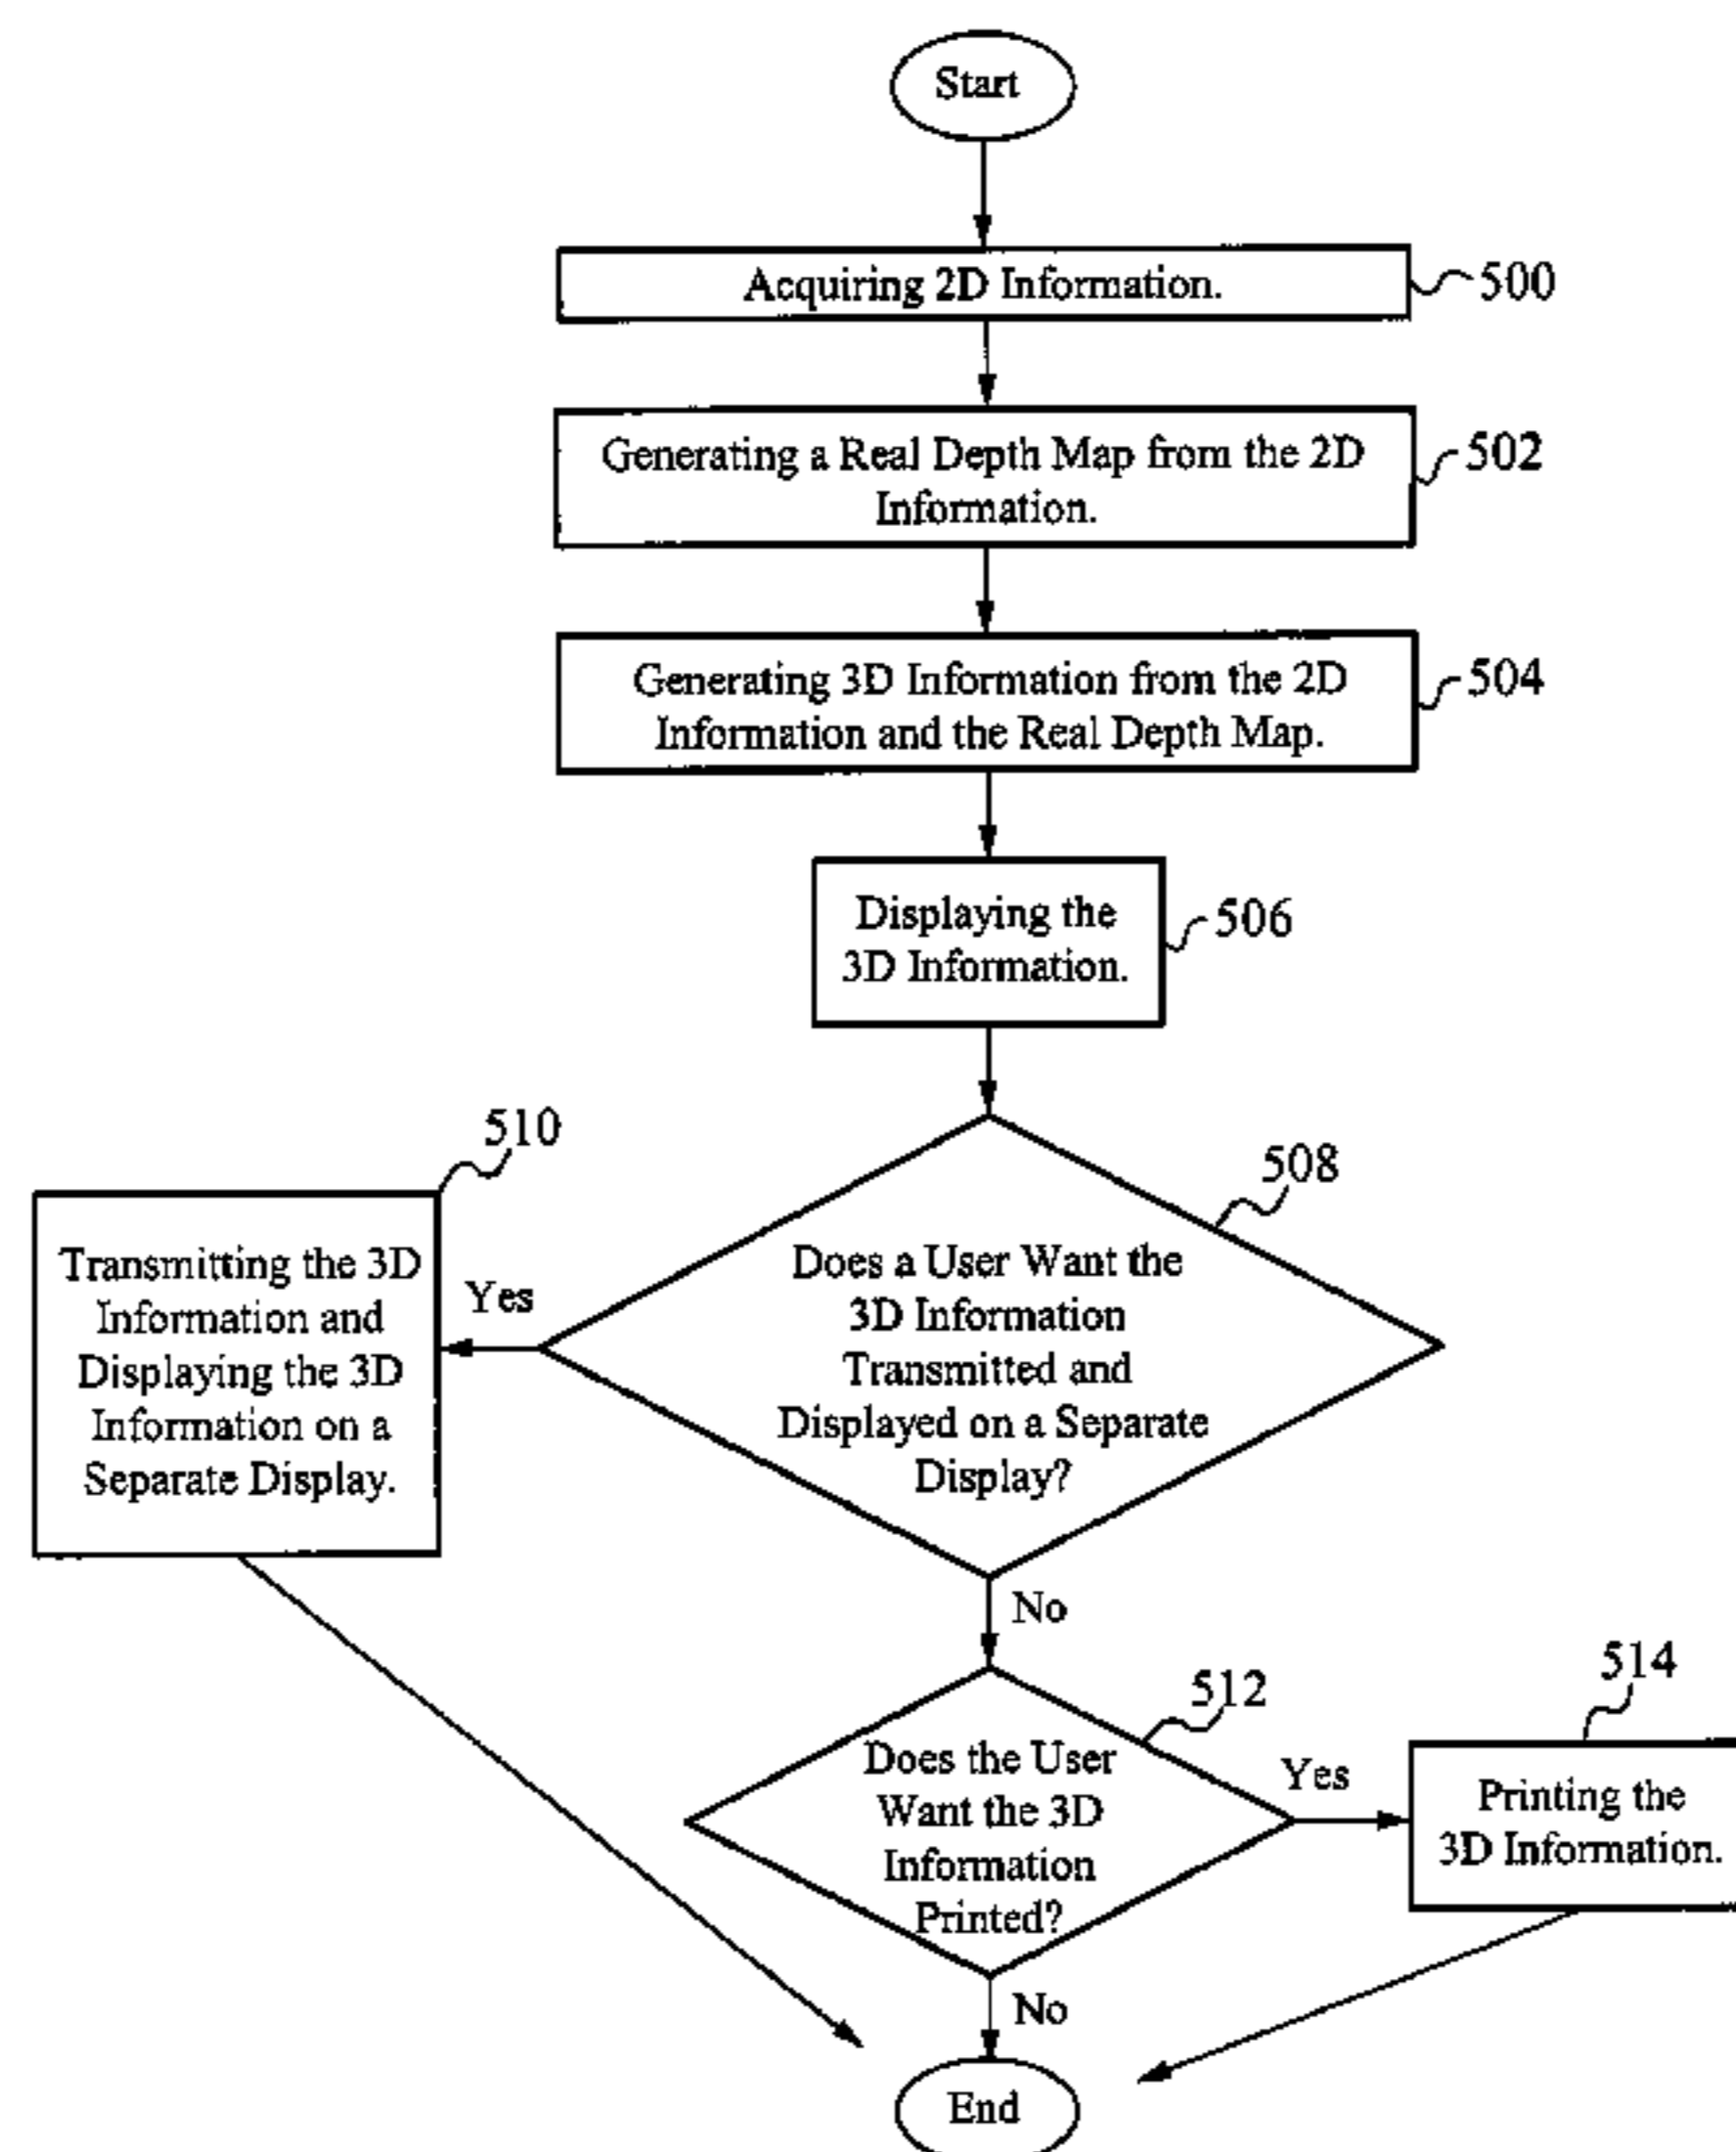 Start
Acquiring 2D Information.
500
Generating a Real Depth Map from the 2D
Information.
502
Generating 3D Information from the 2D
Information and the Real Depth Map.
504
Displaying the
3D Information.
506
508
Does a User Want the
3D Information
Transmitted and
Displayed on a Separate
Display?
Yes
510
Transmitting the 3D
Information and
Displaying the 3D
Information on a
Separate Display.
No
512
Does the User
Want the 3D
Information
Printed?
Yes
514
Printing the
3D Information.
No
End